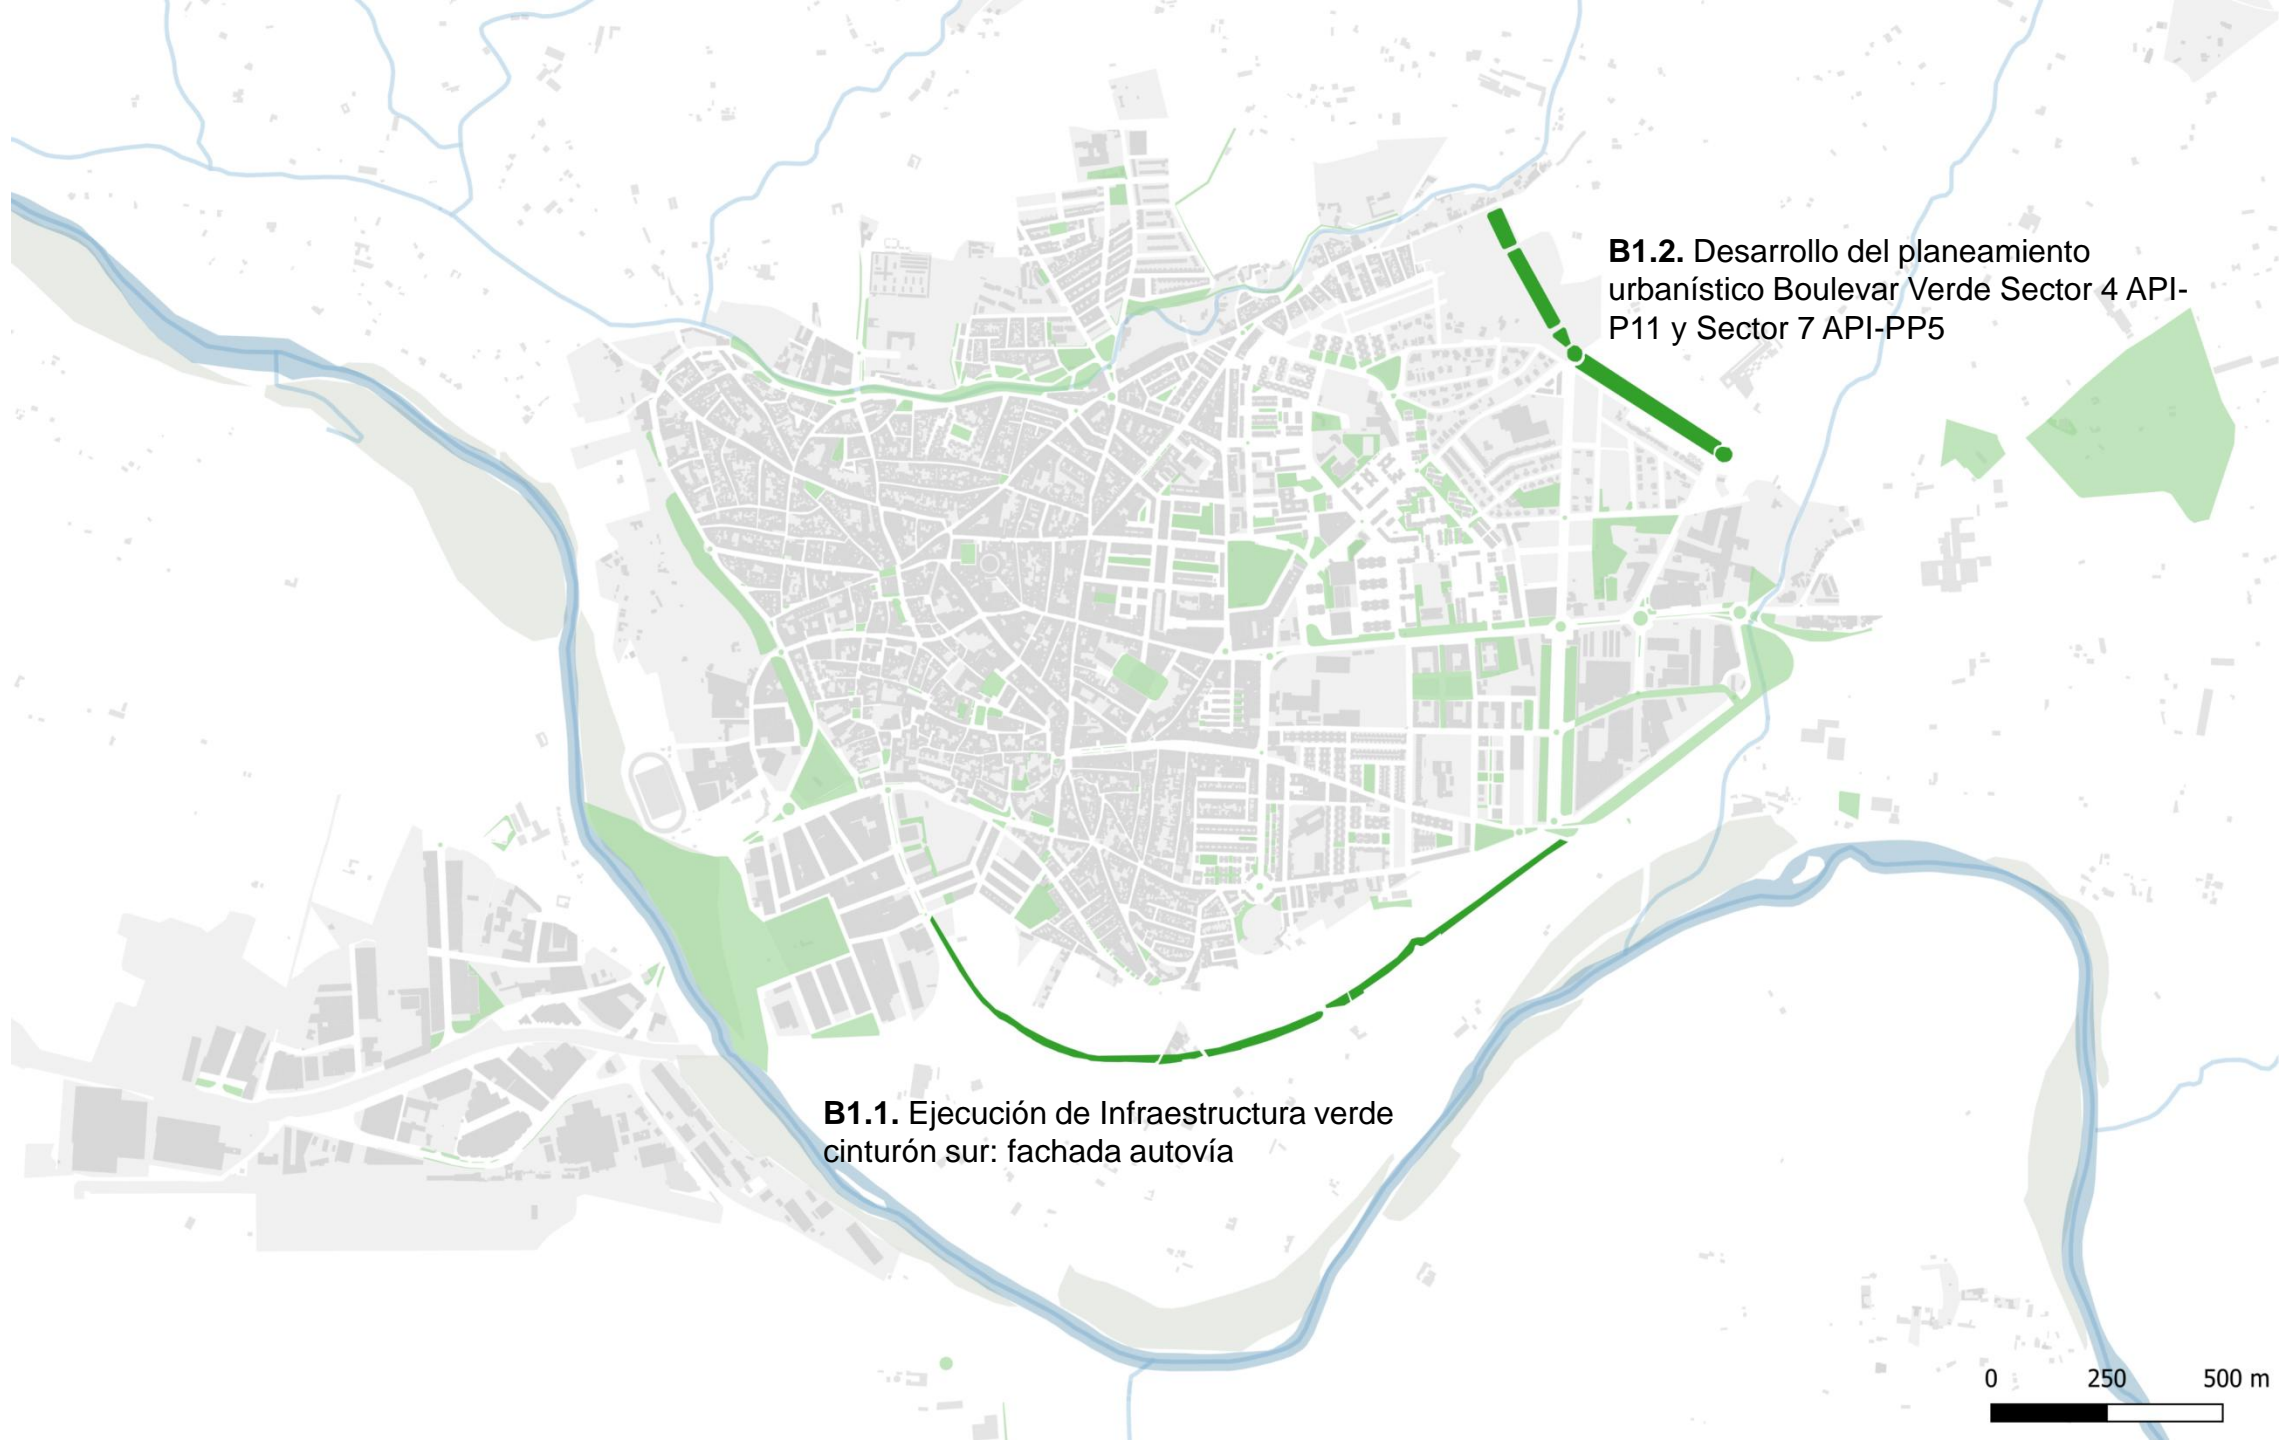 B1.2. Desarrollo del planeamiento
urbanístico Boulevar Verde Sector 4 API-
P11 y Sector 7 API-PP5
B1.1. Ejecución de Infraestructura verde
cinturón sur: fachada autovía
0 250 500 m